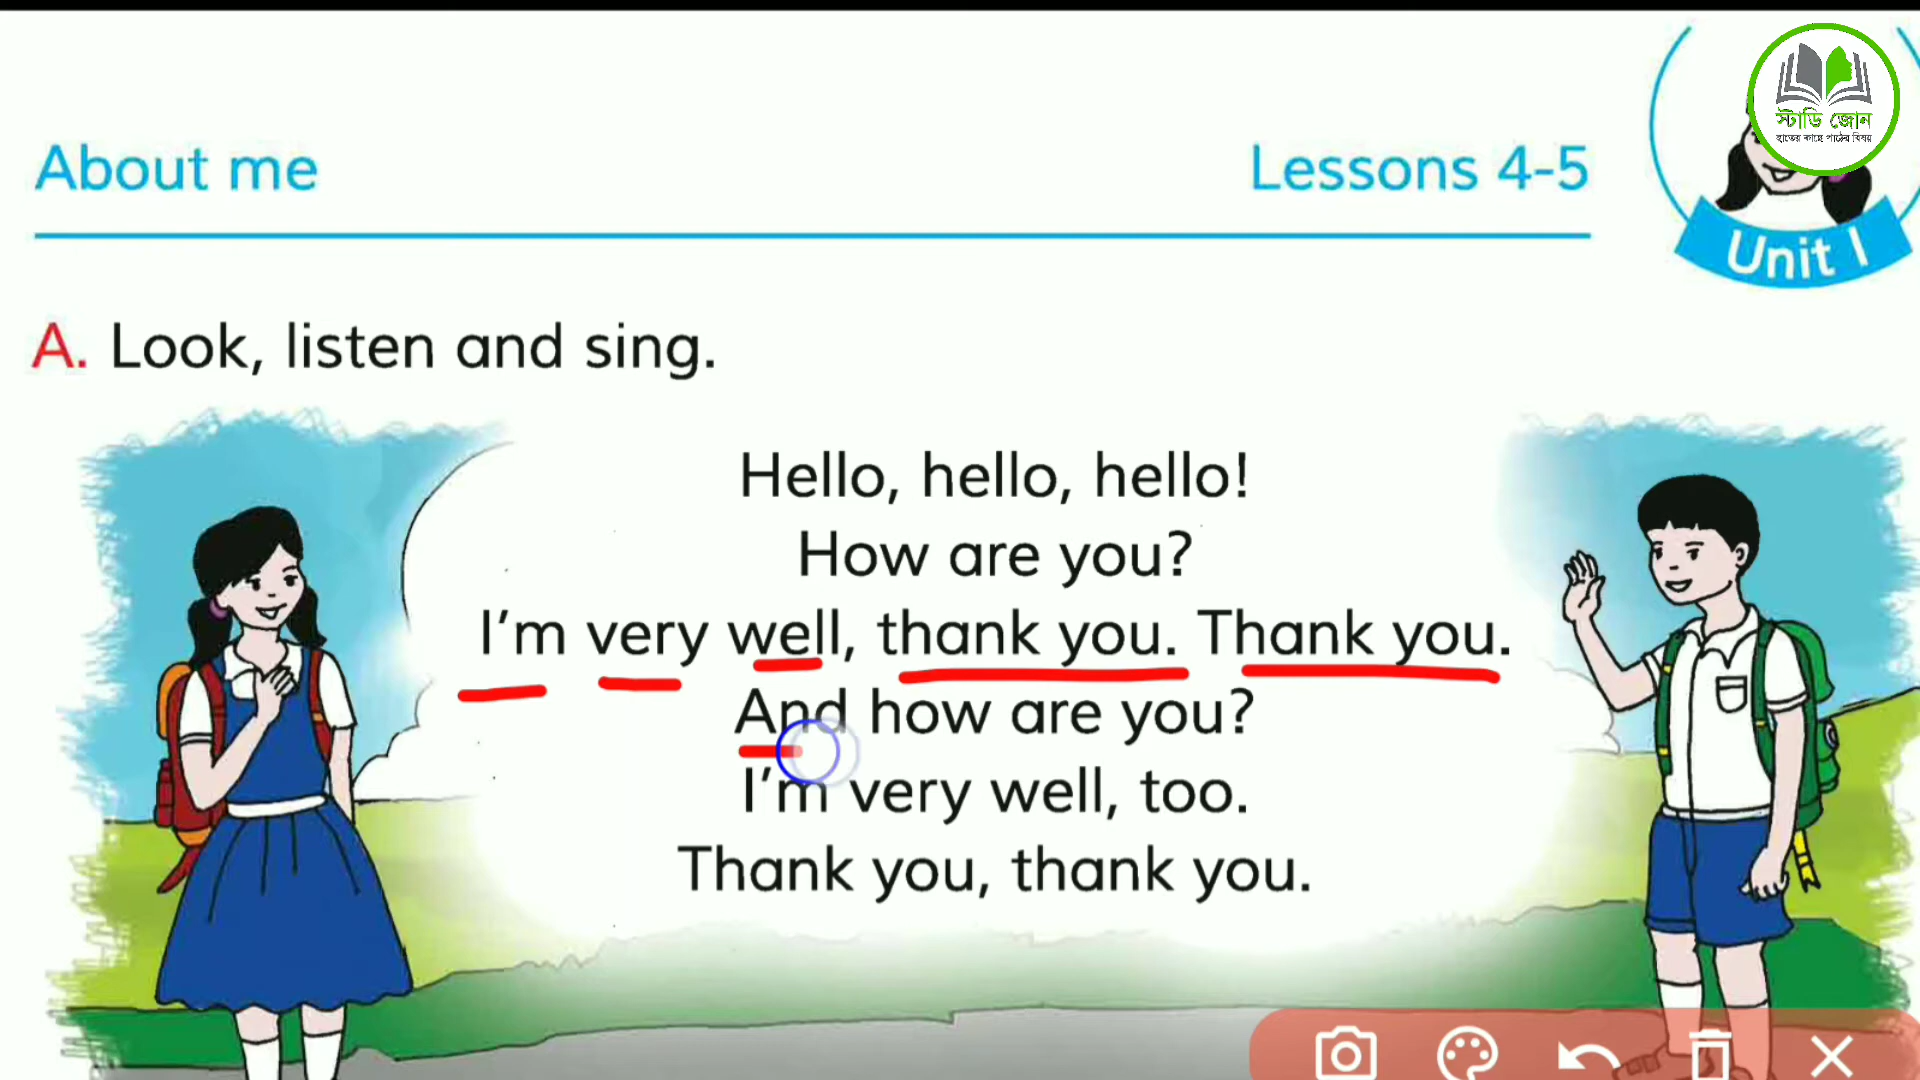 স্টাডি জোন
হাতের কাছে পাঠের বিষয়
About me
Lessons 4-5
Unit 1
A. Look, listen and sing.
Hello, hello, hello!
How are you?
I'm very well, thank you. Thank you.
And how are you?
I'm very well, too.
Thank you, thank you.